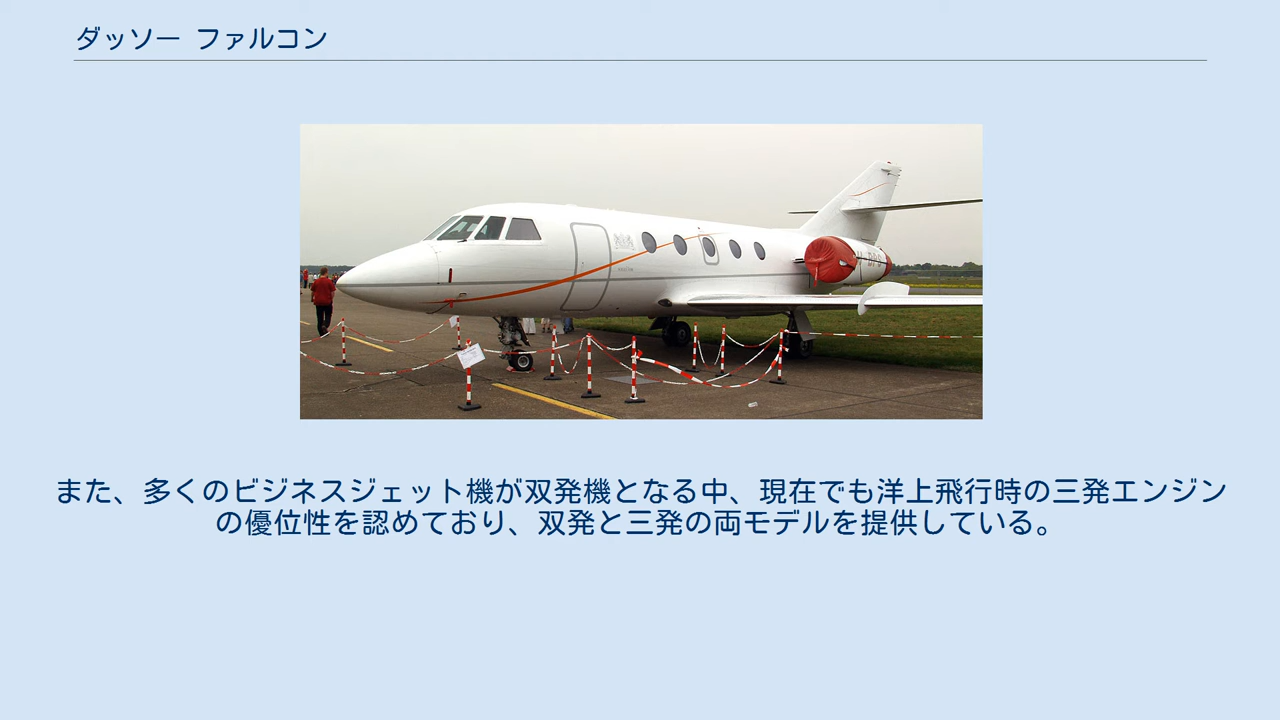 ダッソー ファルコン
また、多くのビジネスジェット機が双発機となる中、現在でも洋上飛行時の三発エンジン
の優位性を認めており、双発と三発の両モデルを提供している。